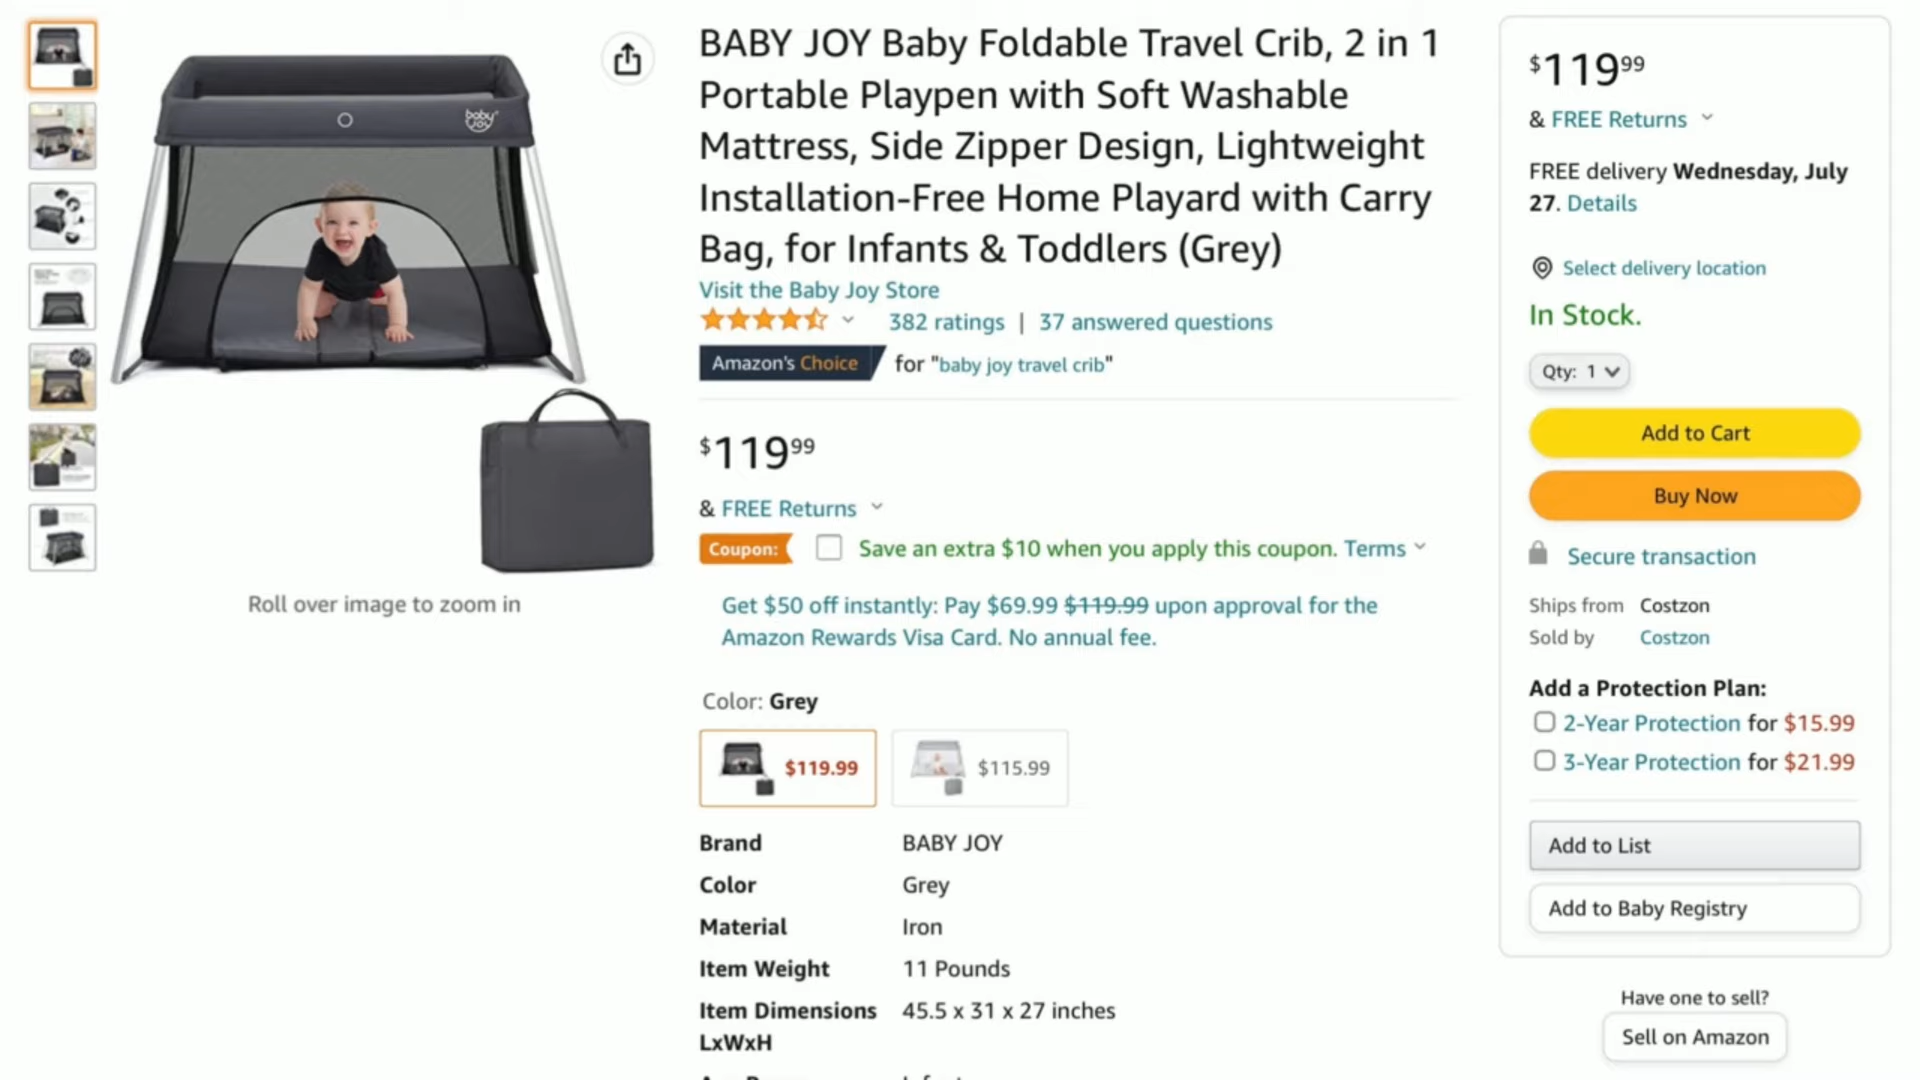 baby joy
Roll over image to zoom in
BABY JOY Baby Foldable Travel Crib, 2 in 1
Portable Playpen with Soft Washable
Mattress, Side Zipper Design, Lightweight
Installation-Free Home Playard with Carry
Bag, for Infants & Toddlers (Grey)
Visit the Baby Joy Store
382 ratings | 37 answered questions
Amazon's Choice for "baby joy travel crib"
$119 99
& FREE Returns
Coupon: Save an extra $10 when you apply this coupon. Terms
Get $50 off instantly: Pay $69.99 $119.99 upon approval for the
Amazon Rewards Visa Card. No annual fee.
Color: Grey
$119.99 $115.99
Brand BABY JOY
Color Grey
Material Iron
Item Weight 11 Pounds
Item Dimensions 45.5 x 31 x 27 inches
LxWxH
$119 99
& FREE Returns
FREE delivery Wednesday, July
27. Details
Select delivery location
In Stock.
Qty: 1
Add to Cart
Buy Now
Secure transaction
Ships from Costzon
Sold by Costzon
Add a Protection Plan:
2-Year Protection for $15.99
3-Year Protection for $21.99
Add to List
Add to Baby Registry
Have one to sell?
Sell on Amazon